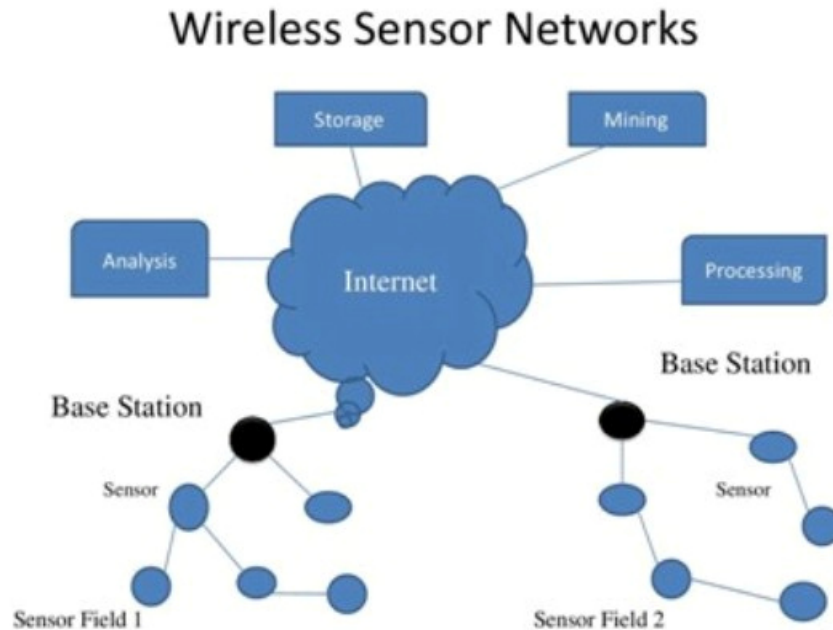 Wireless Sensor Networks
Storage
Mining
Analysis
Internet
Processing
Base Station
Base Station
Sensor
Sensor
Sensor Field 1
Sensor Field 2